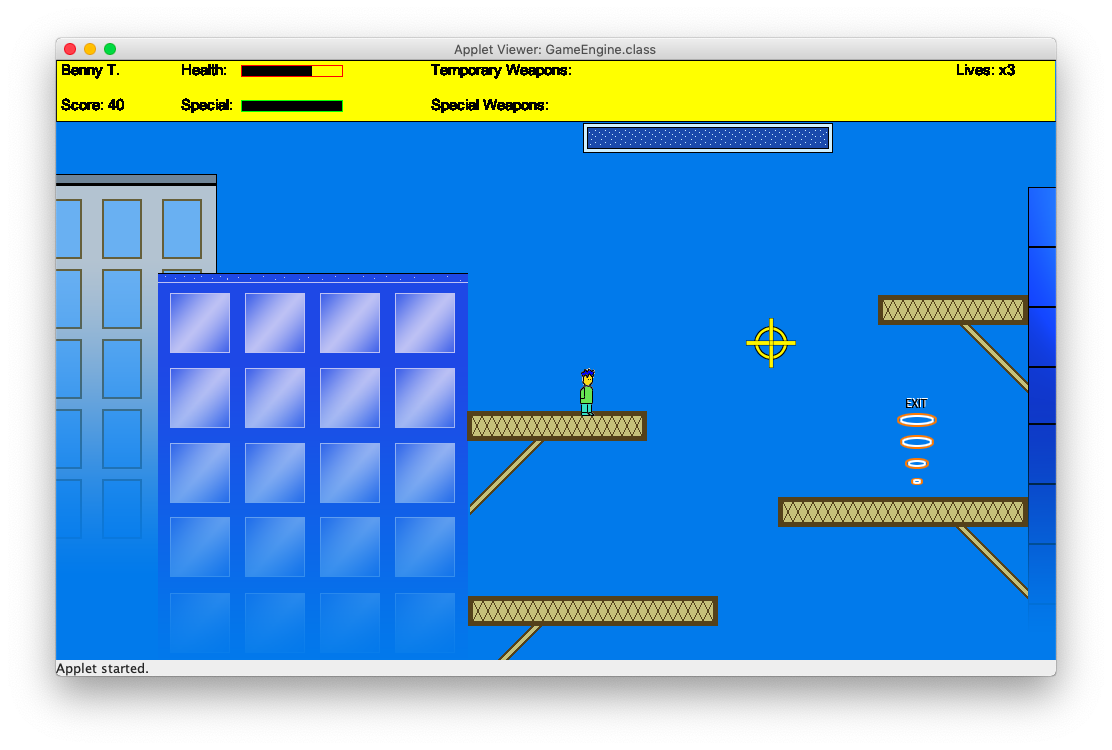 Applet Viewer: GameEngine.class
Benny T. Health: Temporary Weapons: Lives: x3
Score: 40 Special: Special Weapons:
EXIT
Applet started.